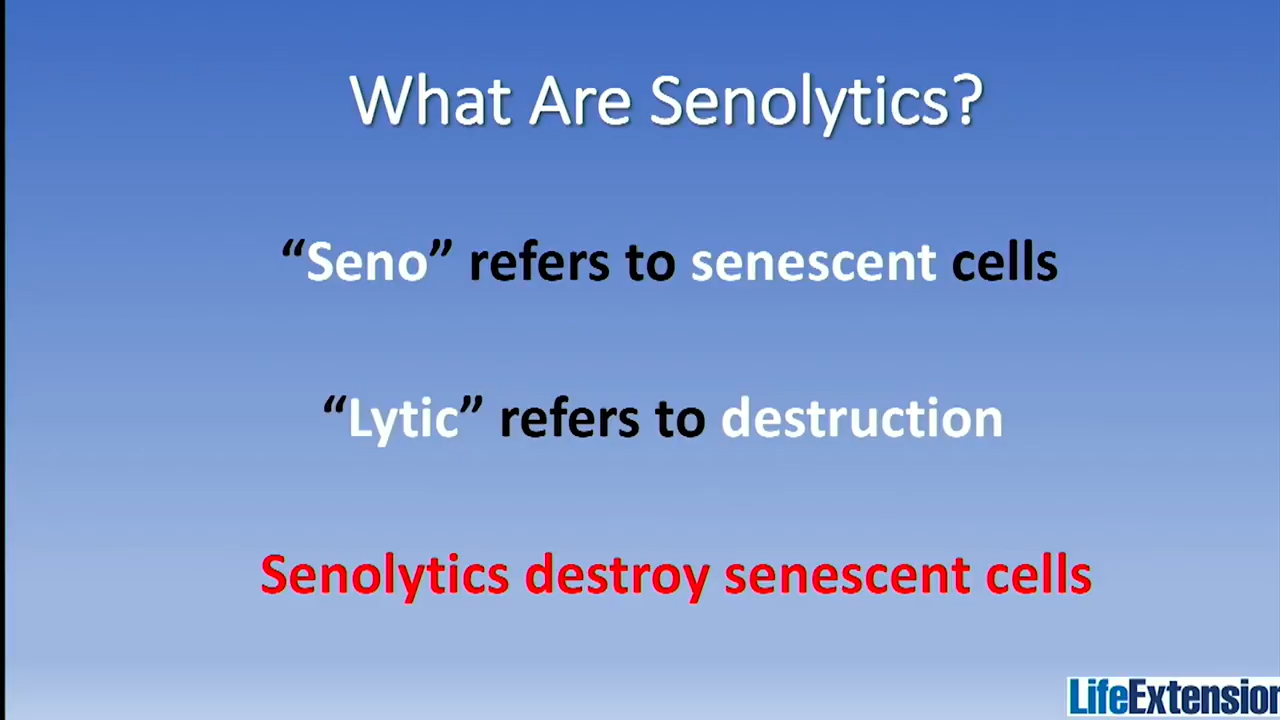 What Are Senolytics?
“Seno” refers to senescent cells
“Lytic” refers to destruction
Senolytics destroy senescent cells
LifeExtension